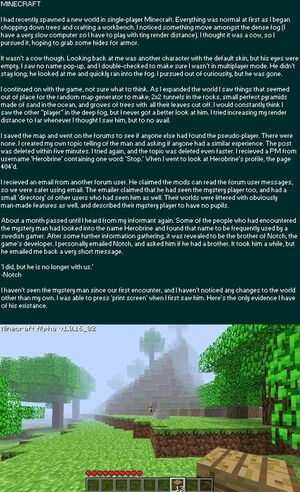 MINECRAFT
I had recently spawned a new world in single-player Minecraft. Everything was normal at first as I began
chopping down trees and crafting a workbench. I noticed something move amongst the dense fog (I
have a very slow computer so I have to play with tiny render distance). I thought it was a cow, so I
pursued it, hoping to grab some hides for armor.
It wasn't a cow though. Looking back at me was another character with the default skin, but his eyes were
empty. I saw no name pop-up, and I double-checked to make sure I wasn't in multiplayer mode. He didn't
stay long, he looked at me and quickly ran into the fog. I pursued out of curiosity, but he was gone.
I continued on with the game, not sure what to think. As I expanded the world I saw things that seemed
out of place for the random map generator to make; 2x2 tunnels in the rocks, small perfect pyramids
made of sand in the ocean, and groves of trees with all their leaves cut off. I would constantly think I
saw the other "player" in the deep fog, but I never got a better look at him. I tried increasing my render
distance to far whenever I thought I saw him, but to no avail.
I saved the map and went on the forums to see if anyone else had found the pseudo-player. There were
none. I created my own topic telling of the man and asking if anyone had a similar experience. The post
was deleted within five minutes. I tried again, and the topic was deleted even faster. I recieved a PM from
username 'Herobrine' containing one word: 'Stop.' When I went to look at Herobrine's profile, the page
404'd.
I recieved an email from another forum user. He claimed the mods can read the forum user messages,
so we were safer using email. The emailer claimed that he had seen the mystery player too, and had a
small 'directory' of other users who had seen him as well. Their worlds were littered with obviously
man-made features as well, and described their mystery player to have no pupils.
About a month passed until I heard from my informant again. Some of the people who had encountered
the mystery man had looked into the name Herobrine and found that name to be frequently used by a
swedish gamer. After some further information gathering, it was revealed to be the brother of Notch, the
game's developer. I personally emailed Notch, and asked him if he had a brother. It took him a while, but
he emailed me back a very short message.
'I did, but he is no longer with us.'
-Notch
I haven't seen the mystery man since our first encounter, and I haven't noticed any changes to the world
other than my own. I was able to press 'print screen' when I first saw him. Here's the only evidence I have
of his existance.
Minecraft Alpha v1.0.16_02